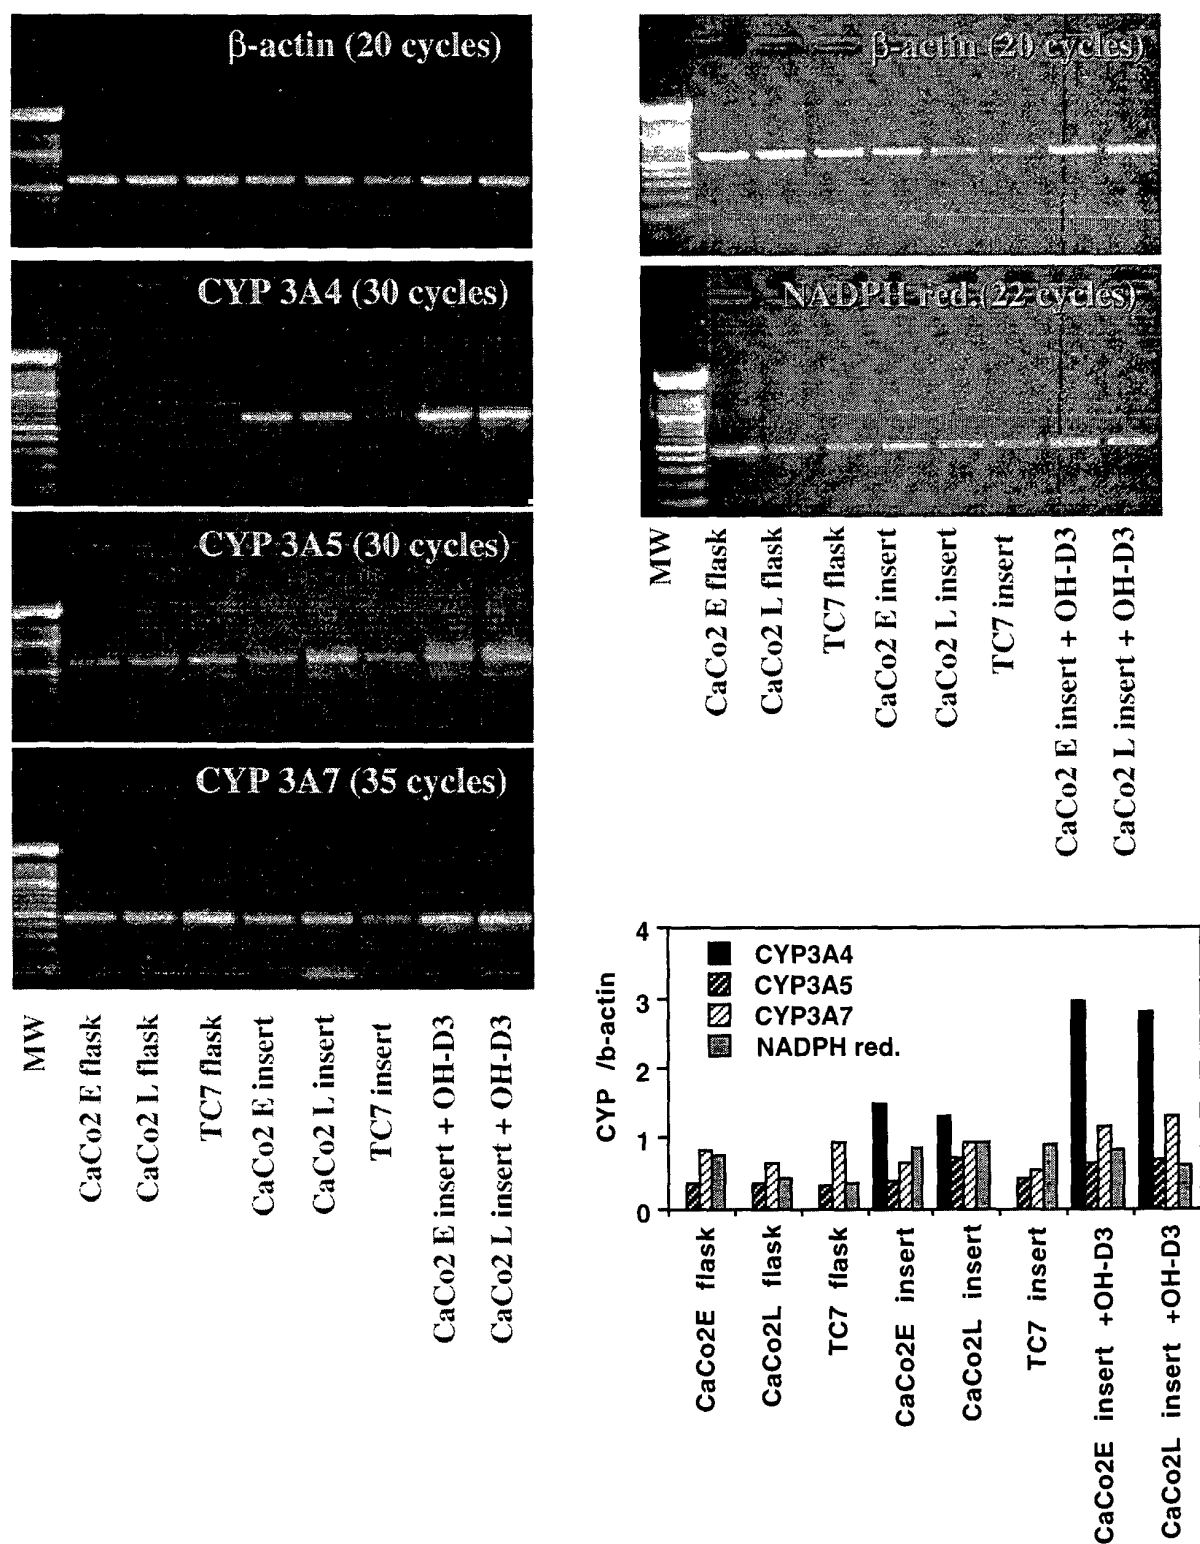 β-actin (20 cycles)
CYP 3A4 (30 cycles)
CYP 3A5 (30 cycles)
CYP 3A7 (35 cycles)
MW
CaCo2 E flask
CaCo2 L flask
TC7 flask
CaCo2 E insert
CaCo2 L insert
TC7 insert
CaCo2 E insert + OH-D3
CaCo2 L insert + OH-D3
β-actin (20 cycles)
NADPH red. (22 cycles)
MW
CaCo2 E flask
CaCo2 L flask
TC7 flask
CaCo2 E insert
CaCo2 L insert
TC7 insert
CaCo2 E insert + OH-D3
CaCo2 L insert + OH-D3
CYP /b-actin
4
3
2
1
0
CYP3A4
CYP3A5
CYP3A7
NADPH red.
CaCo2E flask
CaCo2L flask
TC7 flask
CaCo2E insert
CaCo2L insert
TC7 insert
CaCo2E insert +OH-D3
CaCo2L insert +OH-D3